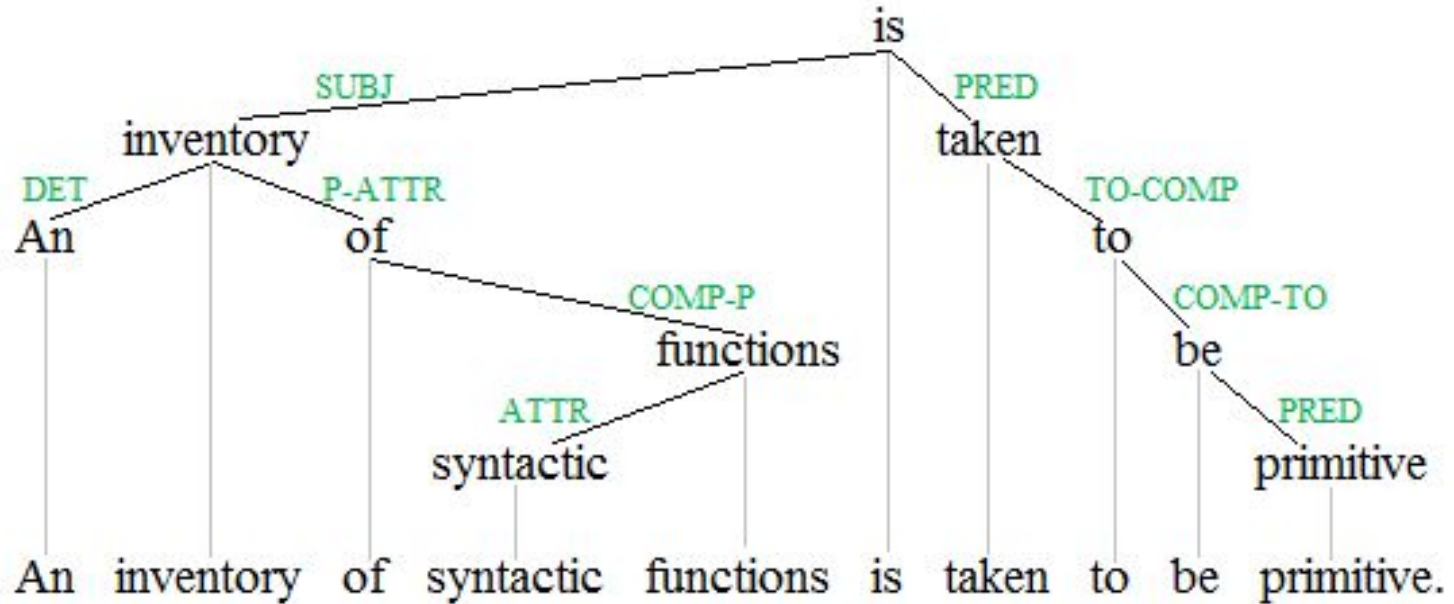 is
SUBJ PRED
inventory taken
DET P-ATTR TO-COMP
An of to
COMP-P COMP-TO
functions be
ATTR PRED
syntactic primitive
An inventory of syntactic functions is taken to be primitive.